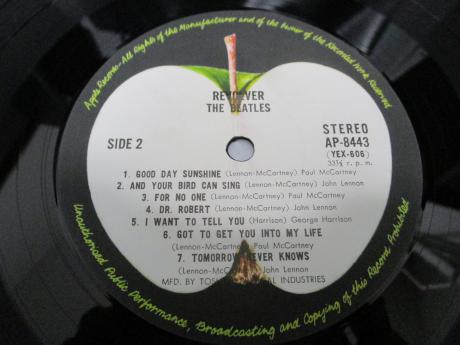 Apple Records-All Rights of the Manufacturer and of the Owner of the Recorded Work Reserved
REVOLVER
THE BEATLES
SIDE 2
STEREO
AP-8443
(YEX-606)
33⅓ r. p. m.
1. GOOD DAY SUNSHINE (Lennon-McCartney) Paul McCartney
2. AND YOUR BIRD CAN SING (Lennon-McCartney) John Lennon
3. FOR NO ONE (Lennon-McCartney) Paul McCartney
4. DR. ROBERT (Lennon-McCartney) John Lennon
5. I WANT TO TELL YOU (Harrison) George Harrison
6. GOT TO GET YOU INTO MY LIFE
(Lennon-McCartney) Paul McCartney
7. TOMORROW NEVER KNOWS
(Lennon-McCartney) John Lennon
MFD. BY INDUSTRIES
Unauthorised Public Performance, Broadcasting and Copying of this Record Prohibited